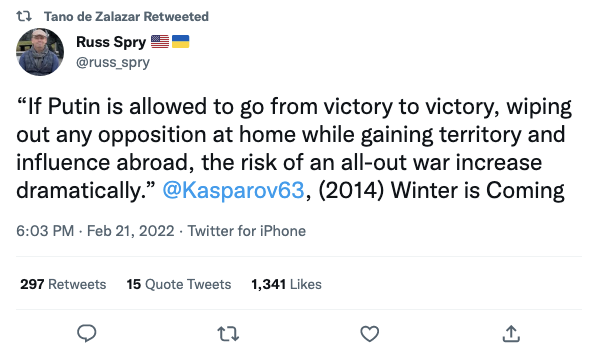 Tano de Zalazar Retweeted
Russ Spry 🇺🇸🇺🇦
@russ_spry
“If Putin is allowed to go from victory to victory, wiping
out any opposition at home while gaining territory and
influence abroad, the risk of an all-out war increase
dramatically.” @Kasparov63, (2014) Winter is Coming
6:03 PM · Feb 21, 2022 · Twitter for iPhone
297 Retweets 15 Quote Tweets 1,341 Likes